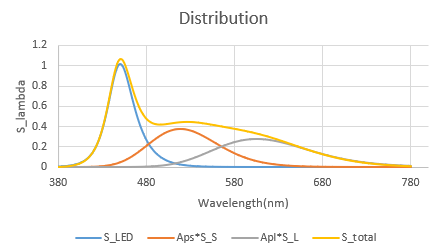 Distribution
S_lambda
1.2
1
0.8
0.6
0.4
0.2
0
380 480 580 680 780
Wavelength(nm)
S_LED Aps*S_S Apl*S_L S_total